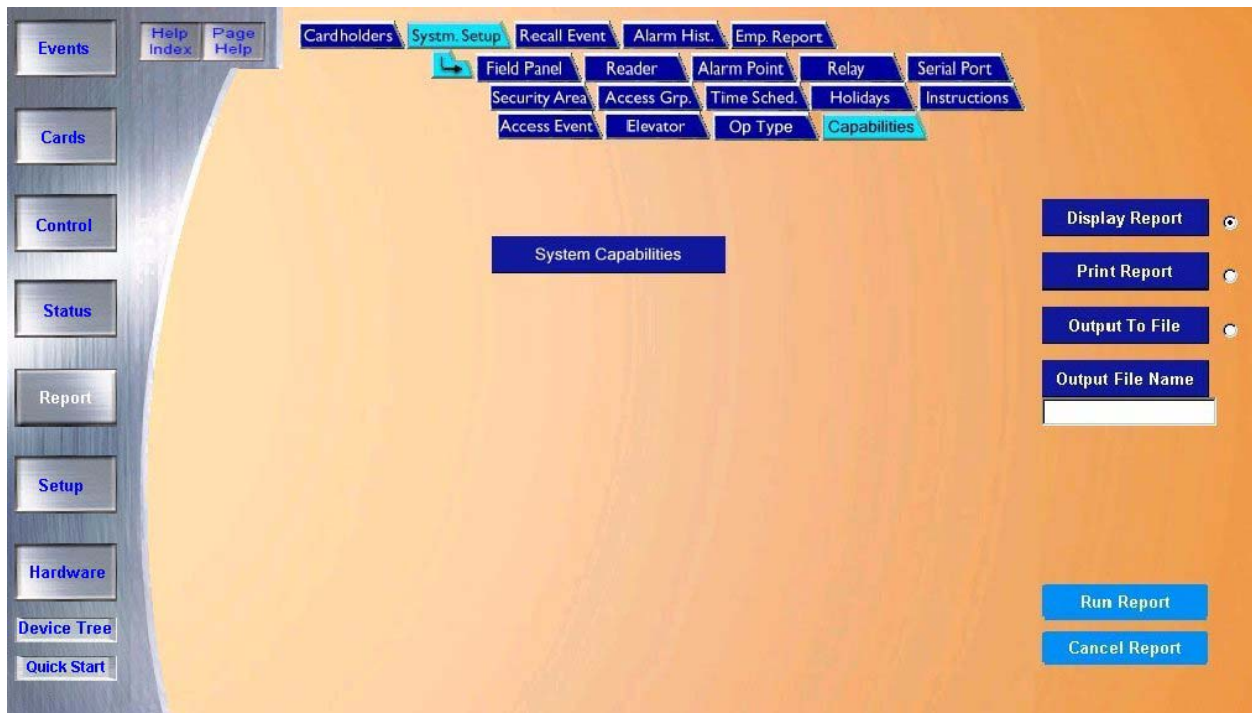 Events
Cards
Control
Status
Report
Setup
Hardware
Device Tree
Quick Start
Help Index
Page Help
Cardholders Systm. Setup Recall Event Alarm Hist. Emp. Report
Field Panel Reader Alarm Point Relay Serial Port
Security Area Access Grp. Time Sched. Holidays Instructions
Access Event Elevator Op Type Capabilities
System Capabilities
Display Report
Print Report
Output To File
Output File Name
Run Report
Cancel Report